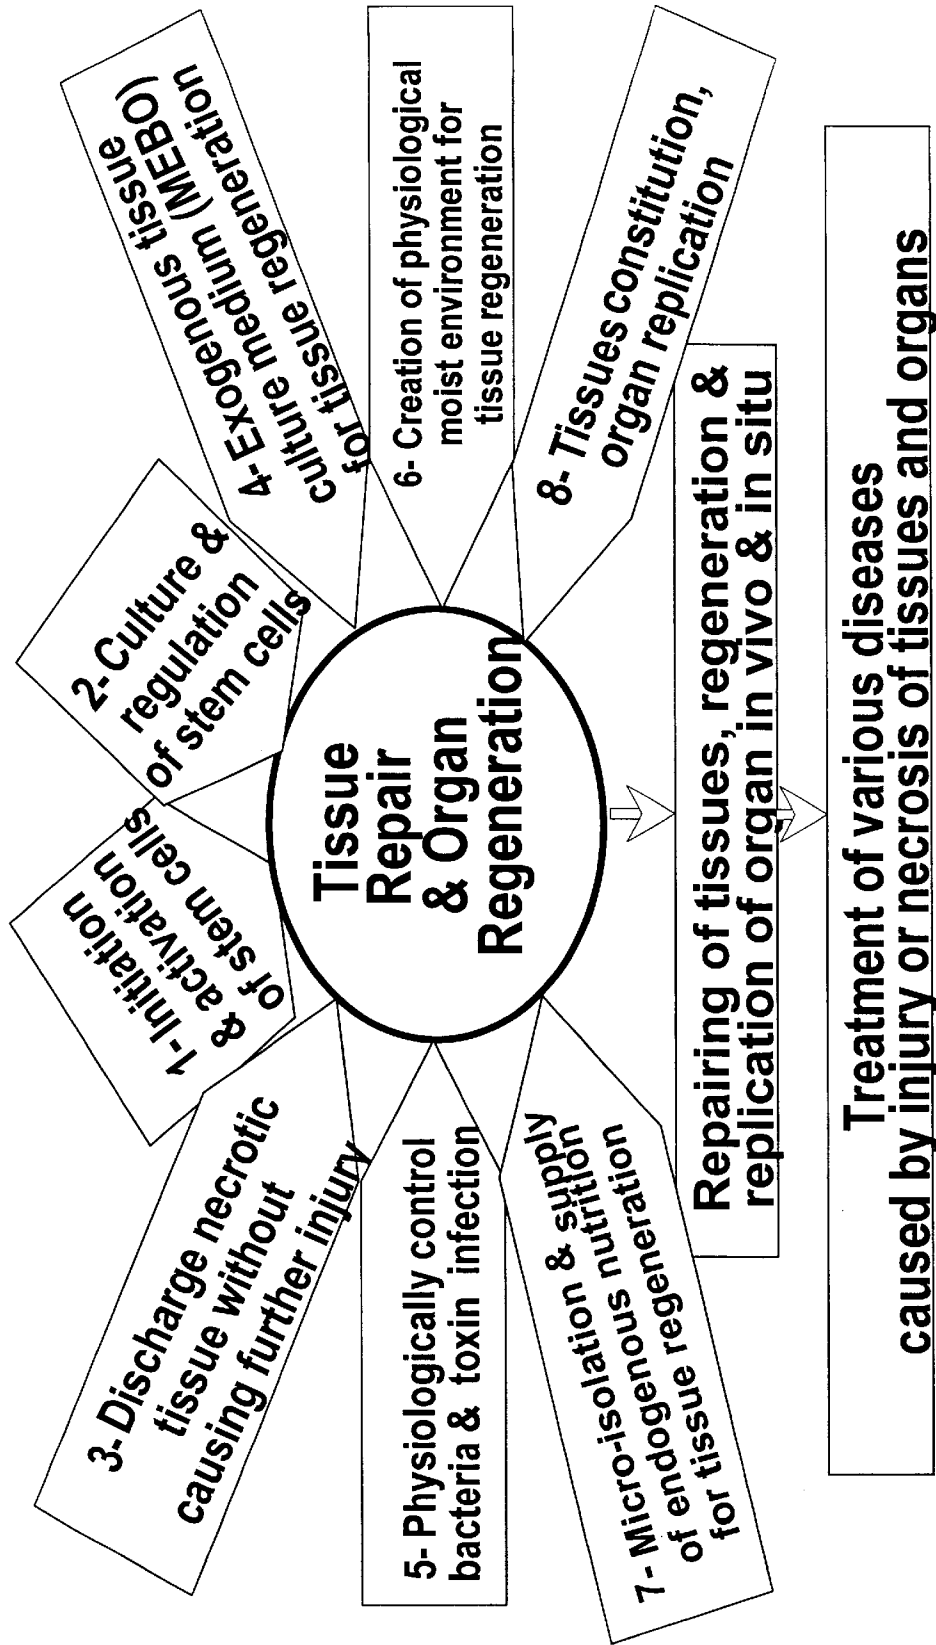 1- Initiation
& activation
of stem cells
2- Culture &
regulation
of stem cells
3- Discharge necrotic
tissue without
causing further injury
4- Exogenous tissue
culture medium (MEBO)
for tissue regeneration
5- Physiologically control
bacteria & toxin infection
6- Creation of physiological
moist environment for
tissue regeneration
7- Micro-isolation & supply
of endogenous nutrition
for tissue regeneration
8- Tissues constitution,
organ replication
Tissue
Repair
& Organ
Regeneration
Repairing of tissues, regeneration &
replication of organ in vivo & in situ
Treatment of various diseases
caused by injury or necrosis of tissues and organs